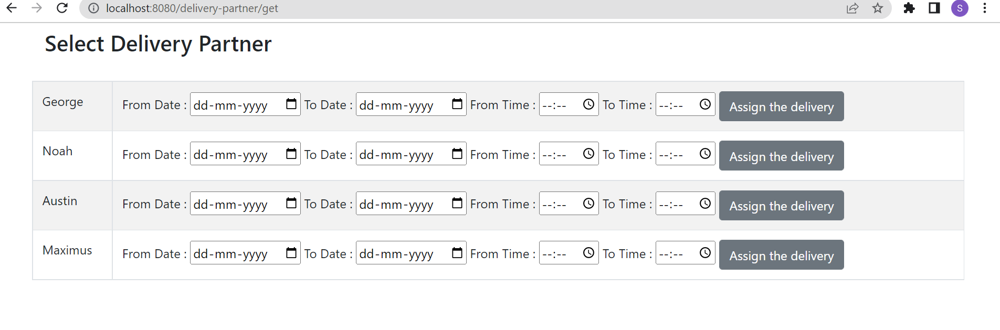 localhost:8080/delivery-partner/get
S
Select Delivery Partner
George From Date : dd-mm-yyyy To Date : dd-mm-yyyy From Time : --:-- To Time : --:-- Assign the delivery
Noah From Date : dd-mm-yyyy To Date : dd-mm-yyyy From Time : --:-- To Time : --:-- Assign the delivery
Austin From Date : dd-mm-yyyy To Date : dd-mm-yyyy From Time : --:-- To Time : --:-- Assign the delivery
Maximus From Date : dd-mm-yyyy To Date : dd-mm-yyyy From Time : --:-- To Time : --:-- Assign the delivery